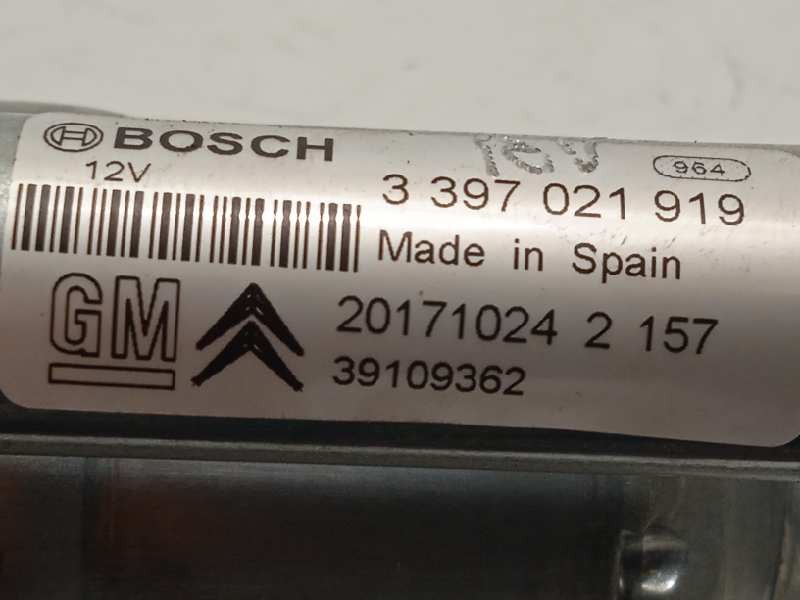 BOSCH
964
12V
3 397 021 919
Made in Spain
GM
20171024 2 157
39109362